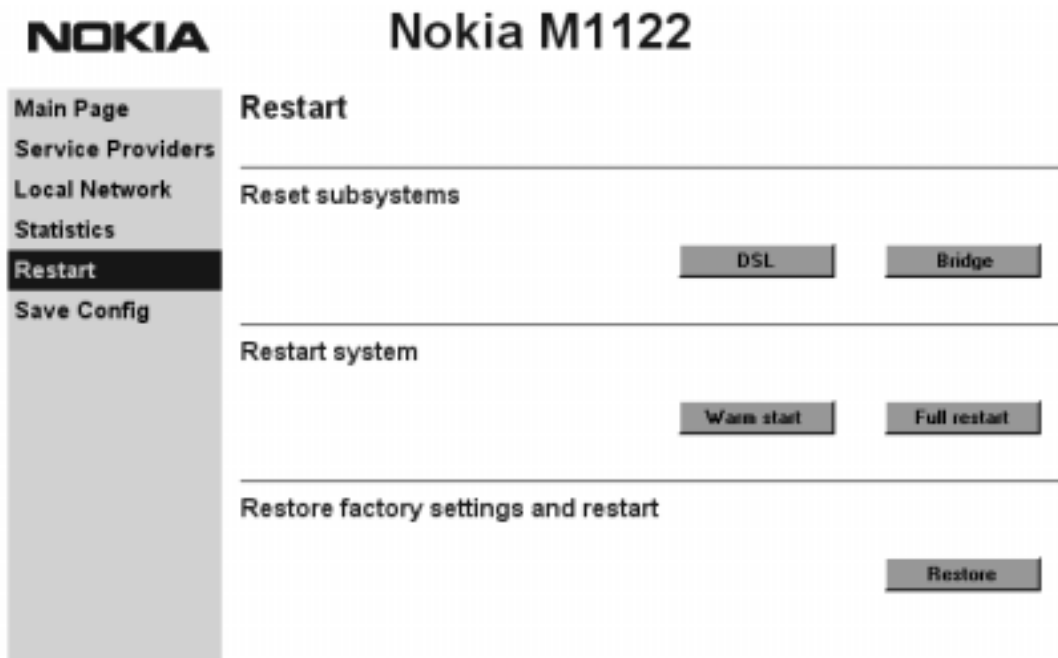 NOKIA
Nokia M1122
Main Page
Service Providers
Local Network
Statistics
Restart
Save Config
Restart
Reset subsystems
DSL Bridge
Restart system
Warm start Full restart
Restore factory settings and restart
Restore